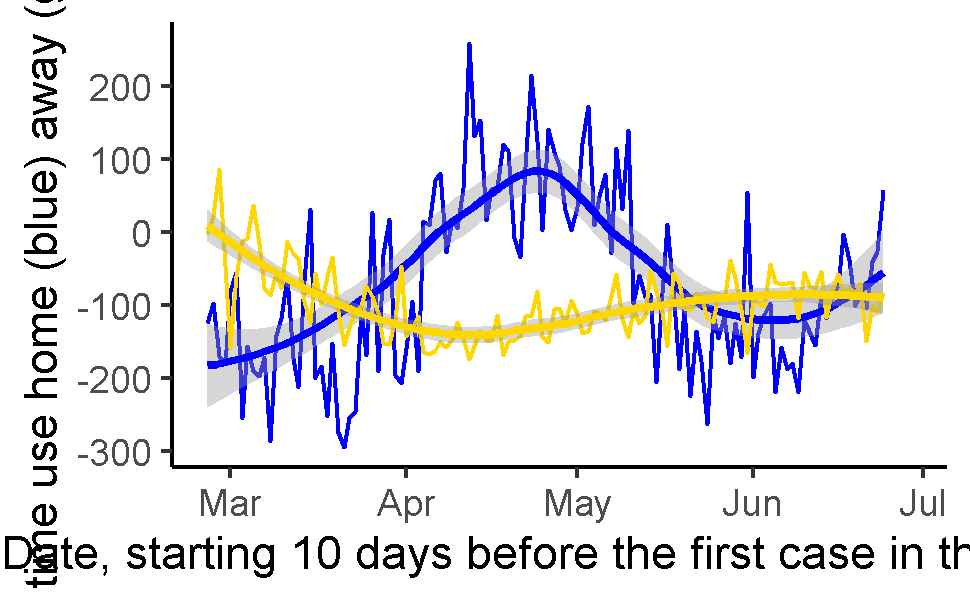 time use home (blue) away (
200
100
0
-100
-200
-300
Mar Apr May Jun Jul
Date, starting 10 days before the first case in th